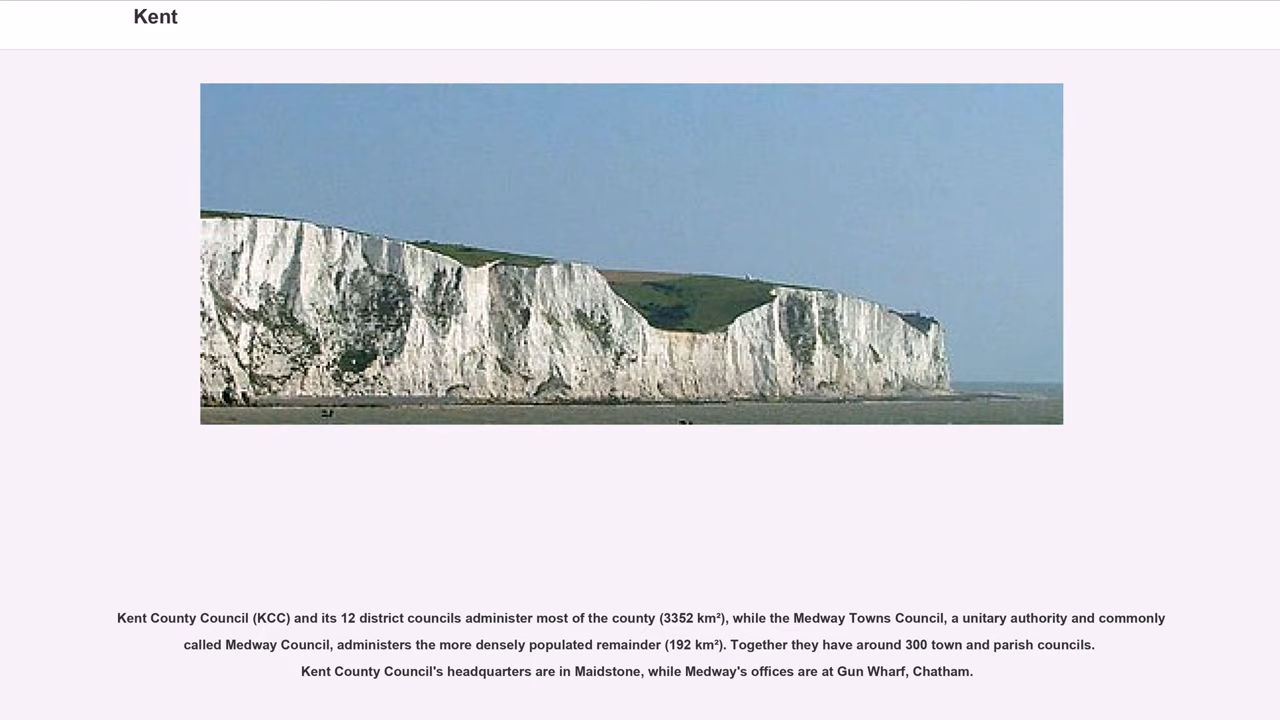 Kent
Kent County Council (KCC) and its 12 district councils administer most of the county (3352 km²), while the Medway Towns Council, a unitary authority and commonly
called Medway Council, administers the more densely populated remainder (192 km²). Together they have around 300 town and parish councils.
Kent County Council's headquarters are in Maidstone, while Medway's offices are at Gun Wharf, Chatham.